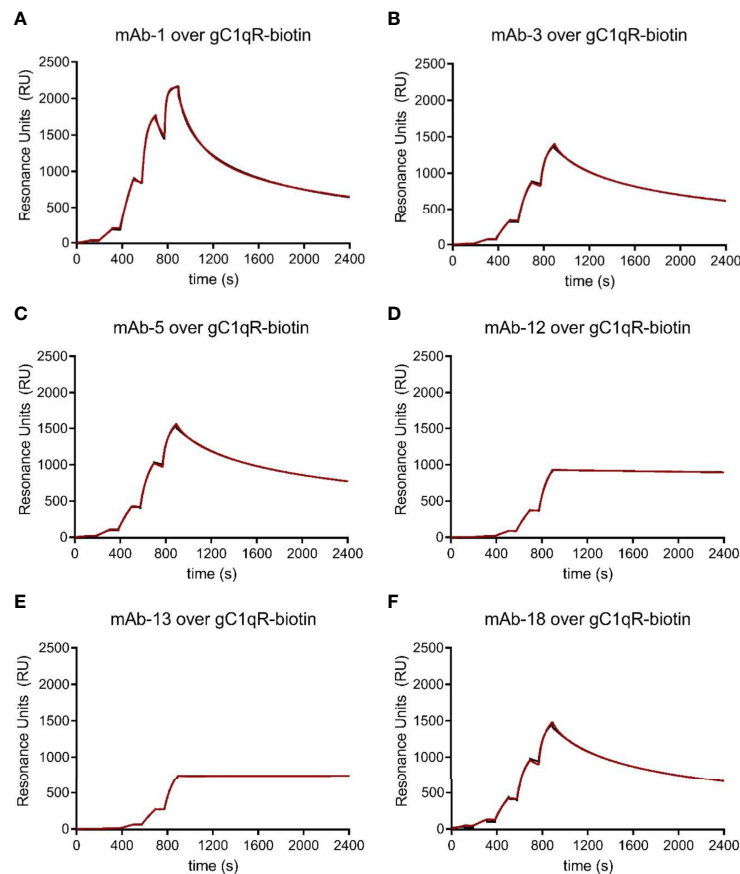 A
mAb-1 over gC1qR-biotin
Resonance Units (RU)
2500
2000
1500
1000
500
0
0 400 800 1200 1600 2000 2400
time (s)
B
mAb-3 over gC1qR-biotin
Resonance Units (RU)
2500
2000
1500
1000
500
0
0 400 800 1200 1600 2000 2400
time (s)
C
mAb-5 over gC1qR-biotin
Resonance Units (RU)
2500
2000
1500
1000
500
0
0 400 800 1200 1600 2000 2400
time (s)
D
mAb-12 over gC1qR-biotin
Resonance Units (RU)
2500
2000
1500
1000
500
0
0 400 800 1200 1600 2000 2400
time (s)
E
mAb-13 over gC1qR-biotin
Resonance Units (RU)
2500
2000
1500
1000
500
0
0 400 800 1200 1600 2000 2400
time (s)
F
mAb-18 over gC1qR-biotin
Resonance Units (RU)
2500
2000
1500
1000
500
0
0 400 800 1200 1600 2000 2400
time (s)